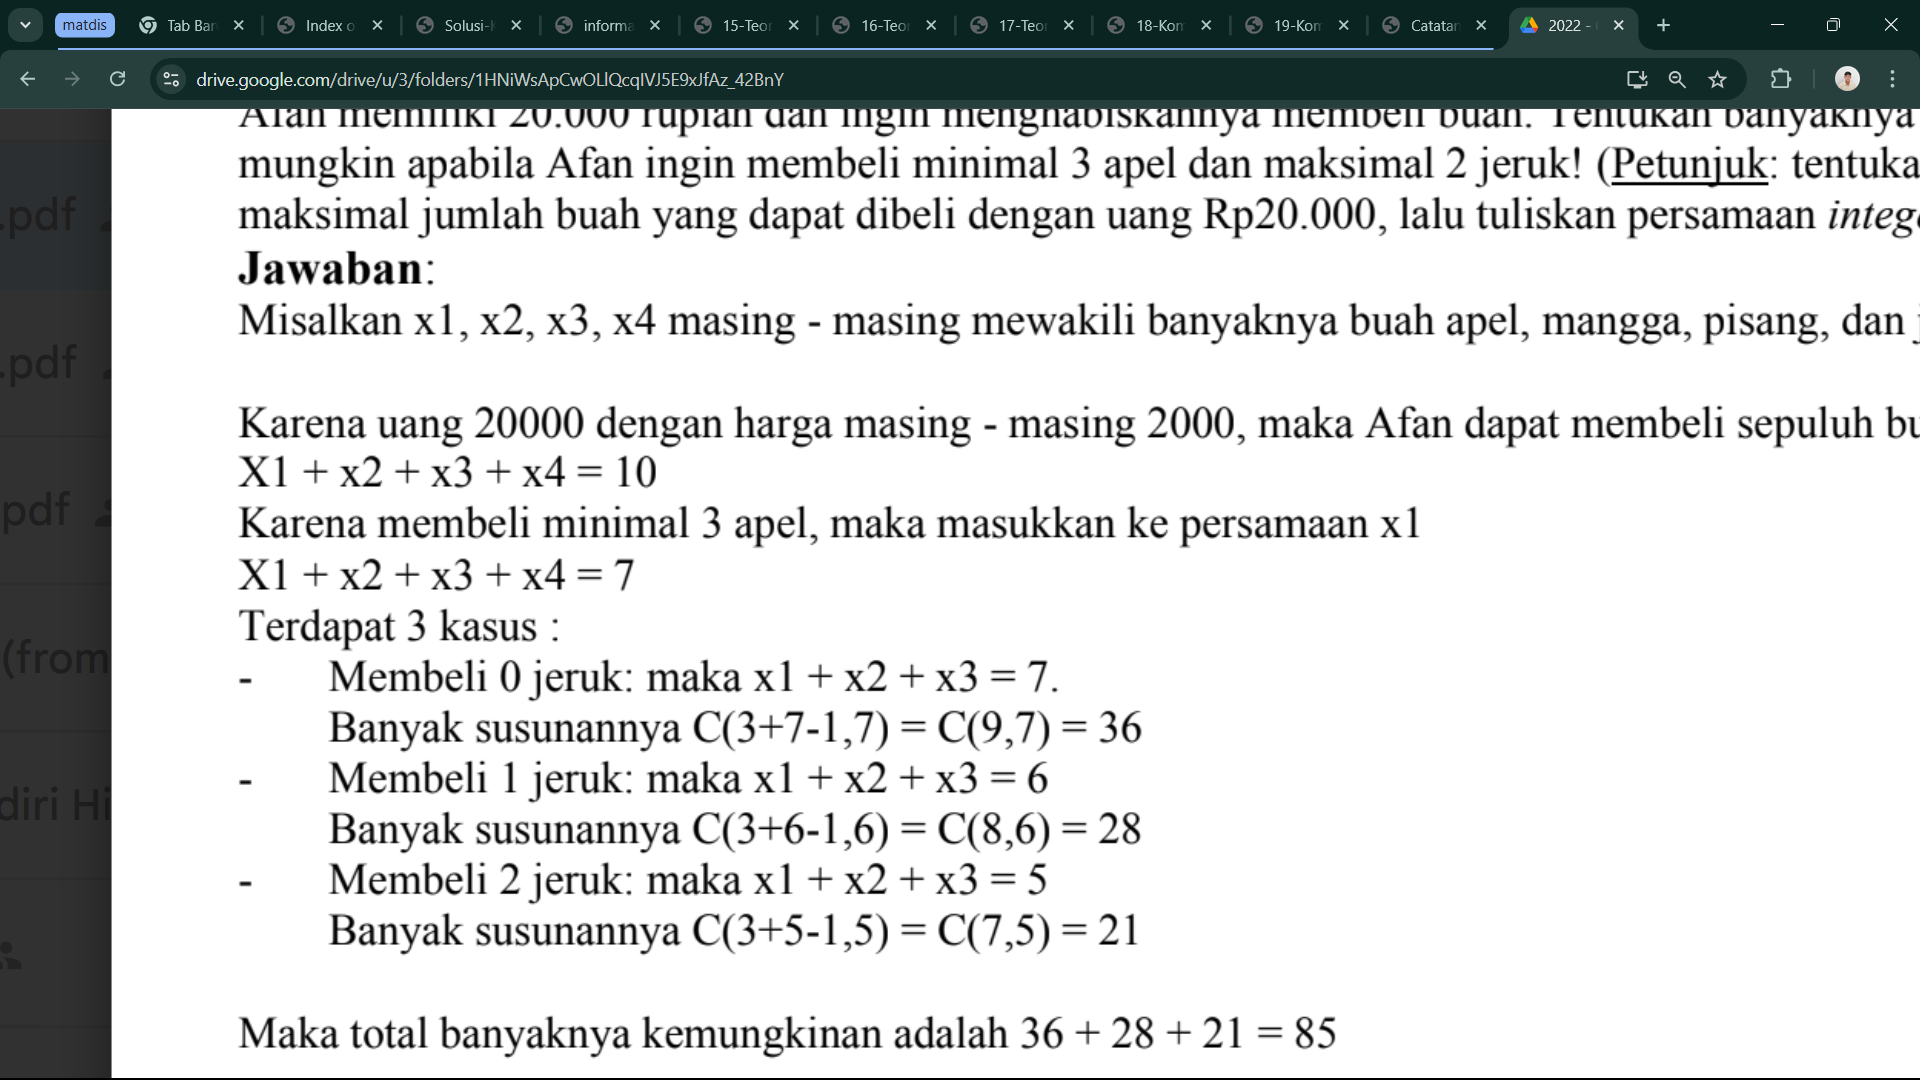 matdis
Tab Bar
Index o
Solusi-
informa
15-Teor
16-Teor
17-Teor
18-Kom
19-Kom
Catatan
2022 -
drive.google.com/drive/u/3/folders/1HNiWsApCwOLlQcqIVJ5E9xJfAz_42BnY
Afan memiliki 20.000 rupiah dan ingin menghabiskannya membeli buah. Tentukan banyaknya
mungkin apabila Afan ingin membeli minimal 3 apel dan maksimal 2 jeruk! (Petunjuk: tentuka
maksimal jumlah buah yang dapat dibeli dengan uang Rp20.000, lalu tuliskan persamaan intege
Jawaban:
Misalkan x1, x2, x3, x4 masing - masing mewakili banyaknya buah apel, mangga, pisang, dan j
Karena uang 20000 dengan harga masing - masing 2000, maka Afan dapat membeli sepuluh bu
X1 + x2 + x3 + x4 = 10
Karena membeli minimal 3 apel, maka masukkan ke persamaan x1
X1 + x2 + x3 + x4 = 7
Terdapat 3 kasus :
- Membeli 0 jeruk: maka x1 + x2 + x3 = 7.
Banyak susunannya C(3+7-1,7) = C(9,7) = 36
- Membeli 1 jeruk: maka x1 + x2 + x3 = 6
Banyak susunannya C(3+6-1,6) = C(8,6) = 28
- Membeli 2 jeruk: maka x1 + x2 + x3 = 5
Banyak susunannya C(3+5-1,5) = C(7,5) = 21
Maka total banyaknya kemungkinan adalah 36 + 28 + 21 = 85
.pdf
.pdf
pdf
(from
diri Hi